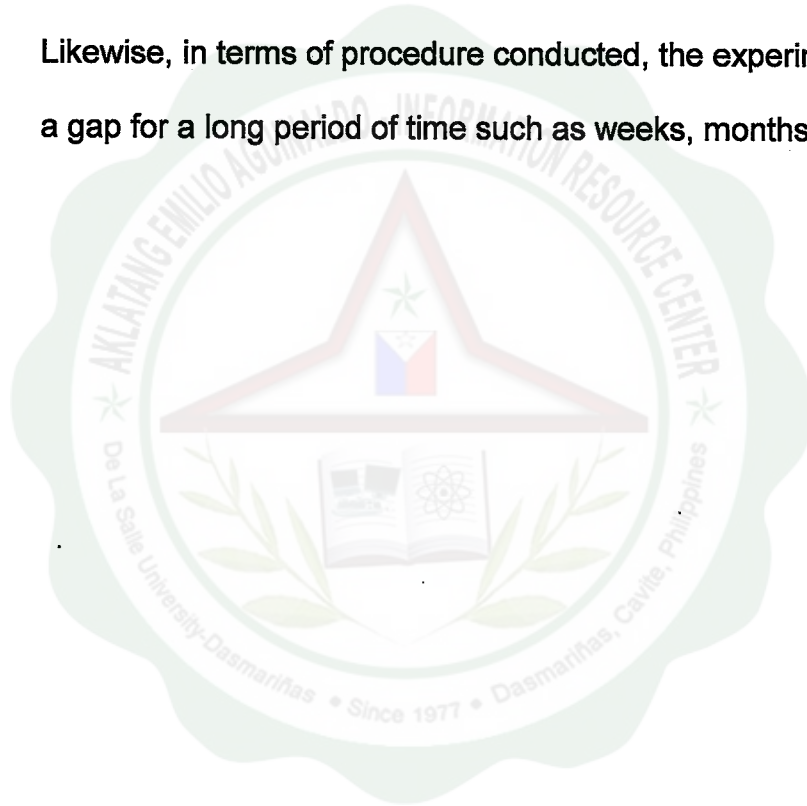 Likewise, in terms of procedure conducted, the
a gap for a long period of time such as weeks, months
AKLATANG EMILIO AGUINALDO INFORMATION RESOURCE CENTER
De La Salle University-Dasmariñas • Since 1977 • Dasmariñas, Cavite, Philippines